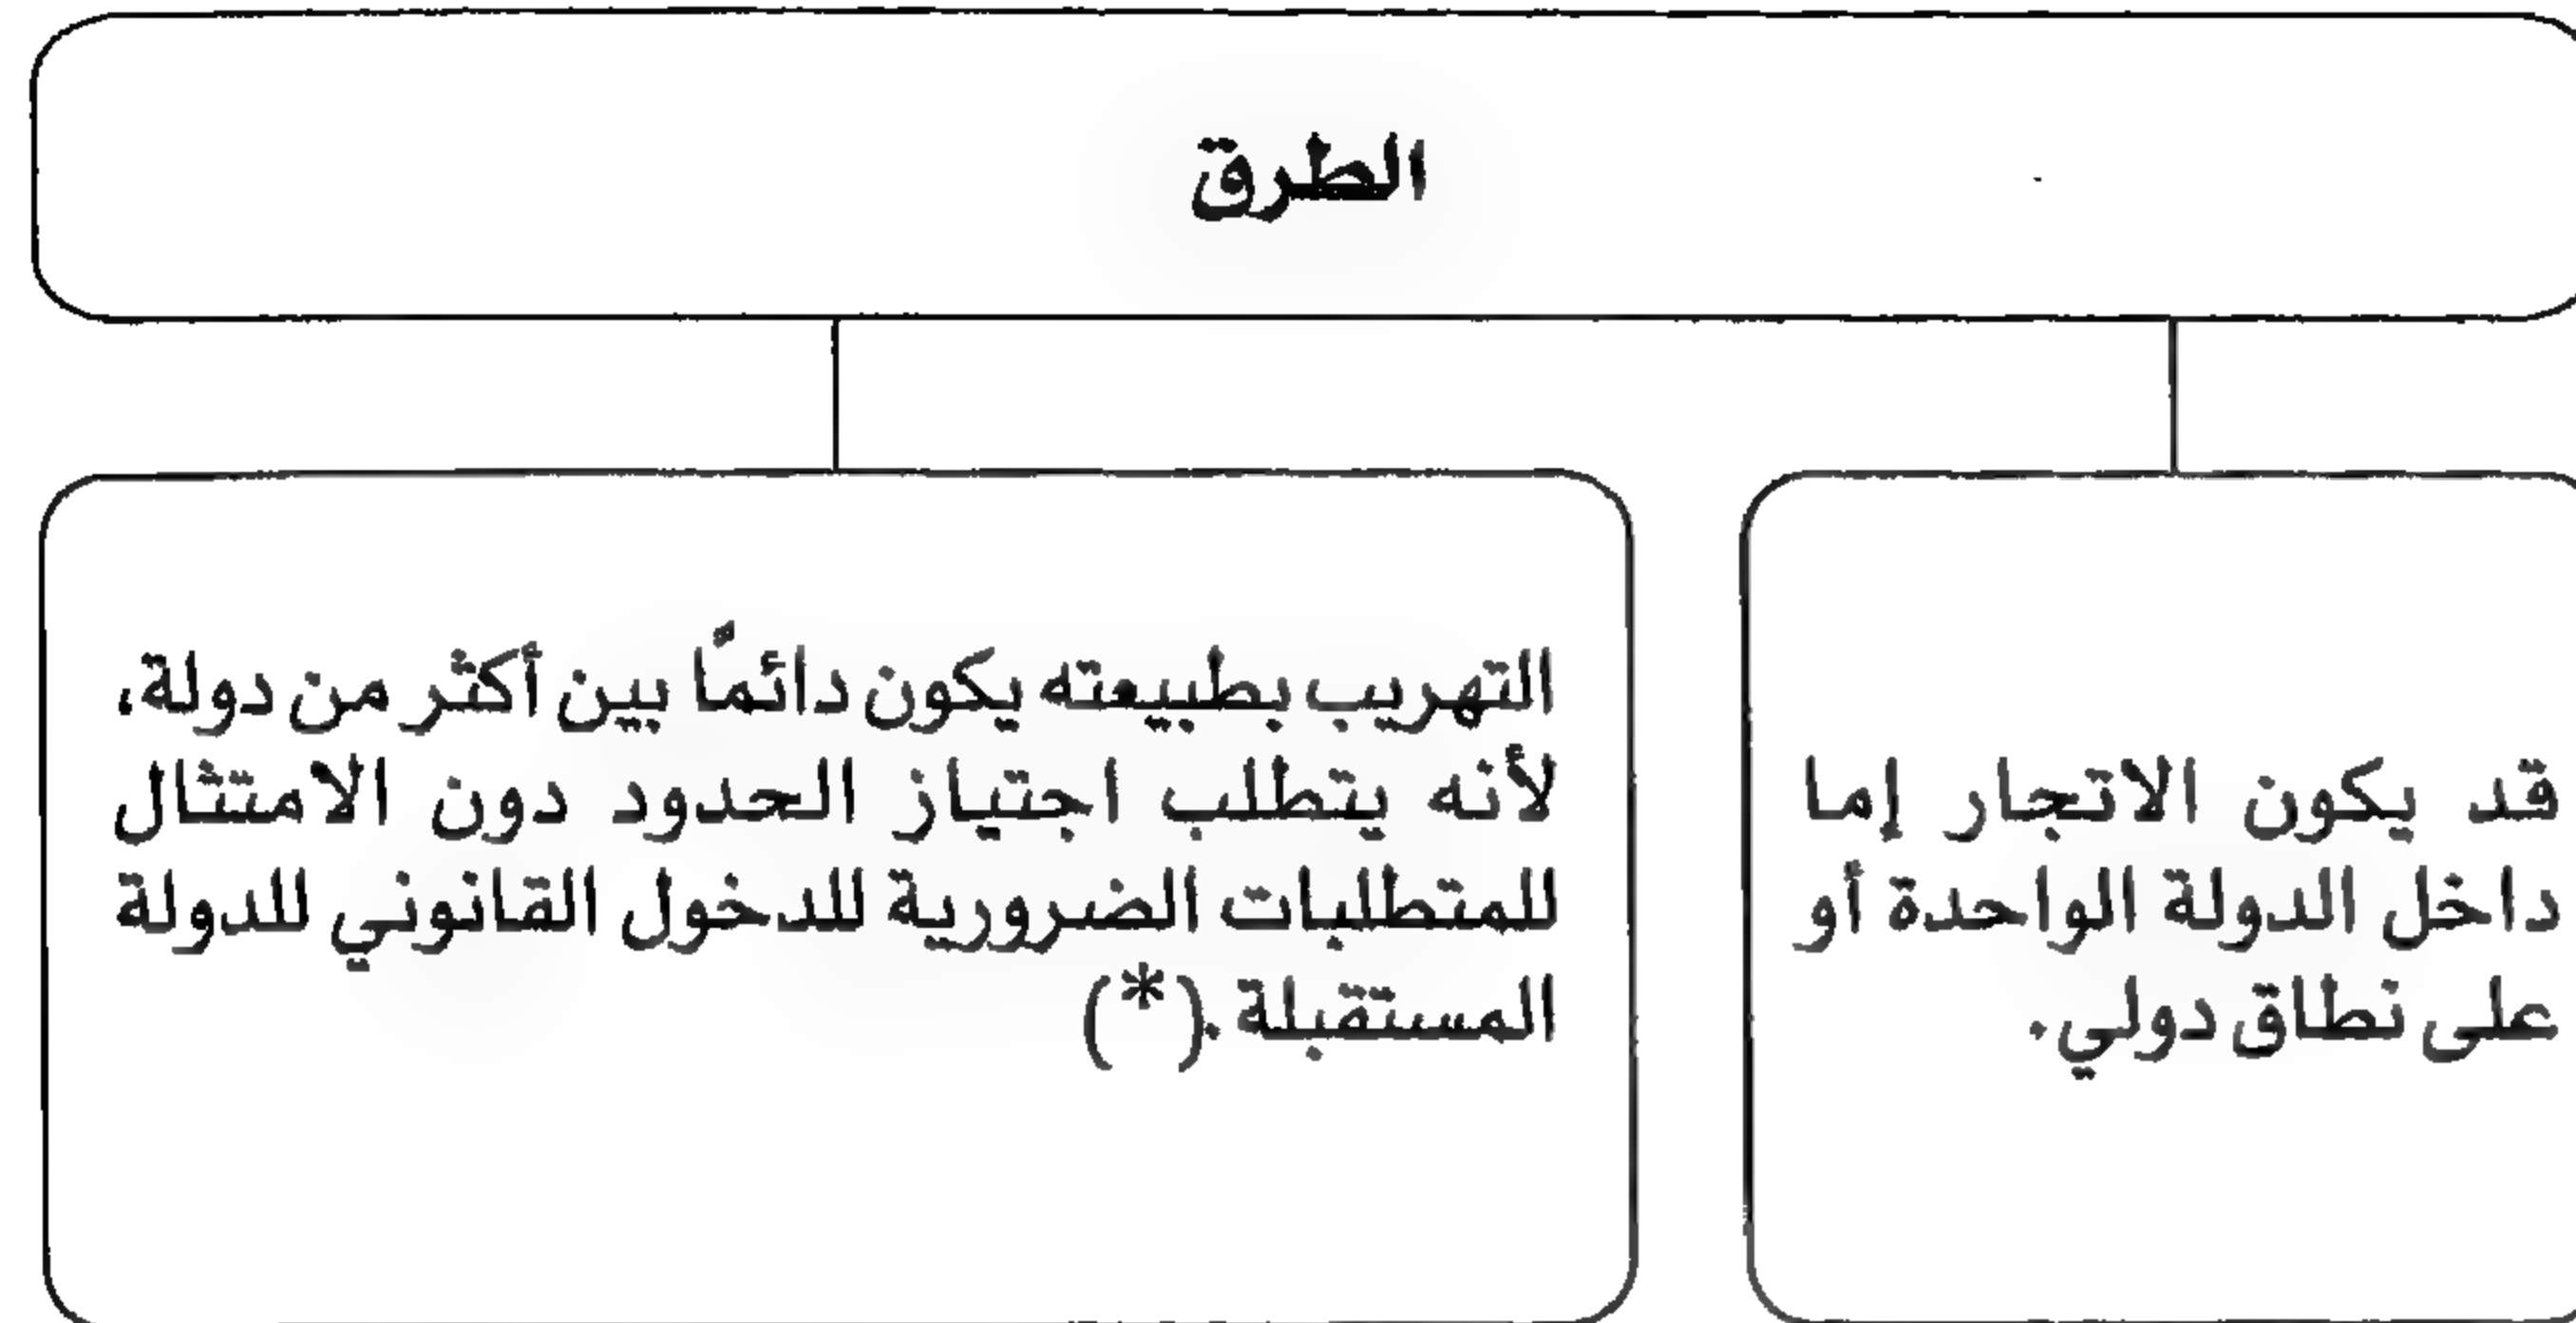 الطرق
قد يكون الاتجار إما
داخل الدولة الواحدة أو
على نطاق دولي.
التهريب بطبيعته يكون دائمًا بين أكثر من دولة،
لأنه يتطلب اجتياز الحدود دون الامتثال
للمتطلبات الضرورية للدخول القانوني للدولة
المستقبلة.(*)